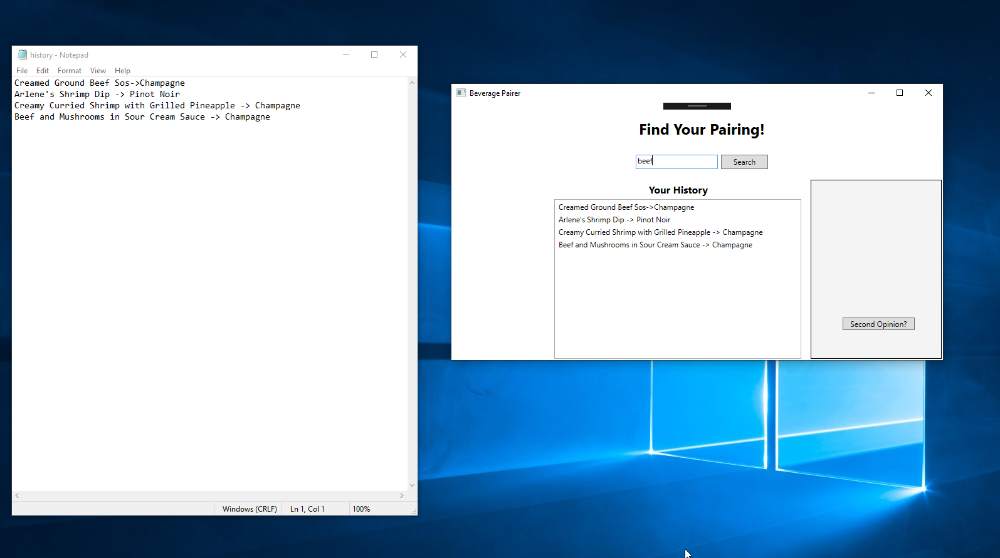 history - Notepad
File Edit Format View Help
Creamed Ground Beef Sos->Champagne
Arlene's Shrimp Dip -> Pinot Noir
Creamy Curried Shrimp with Grilled Pineapple -> Champagne
Beef and Mushrooms in Sour Cream Sauce -> Champagne
Windows (CRLF) Ln 1, Col 1 100%
Beverage Pairer
Find Your Pairing!
beef Search
Your History
Creamed Ground Beef Sos->Champagne
Arlene's Shrimp Dip -> Pinot Noir
Creamy Curried Shrimp with Grilled Pineapple -> Champagne
Beef and Mushrooms in Sour Cream Sauce -> Champagne
Second Opinion?